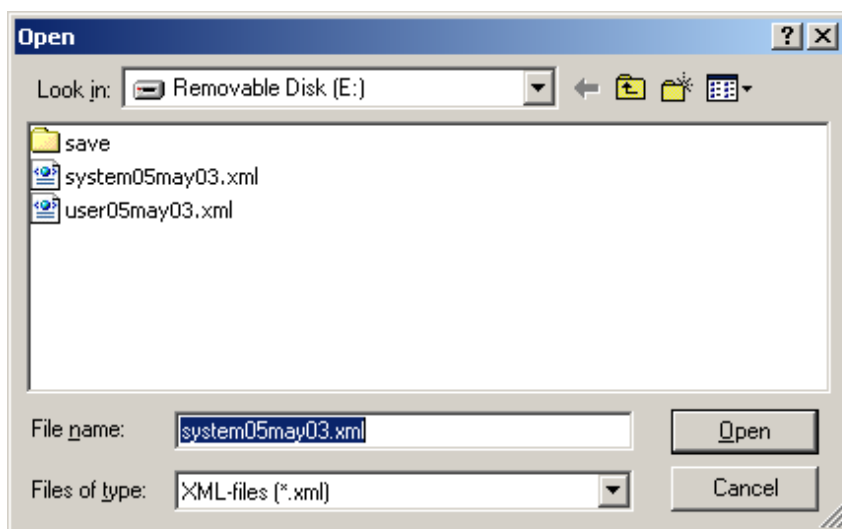 Open
Look in: Removable Disk (E:)
save
system05may03.xml
user05may03.xml
File name: system05may03.xml Open
Files of type: XML-files (*.xml) Cancel